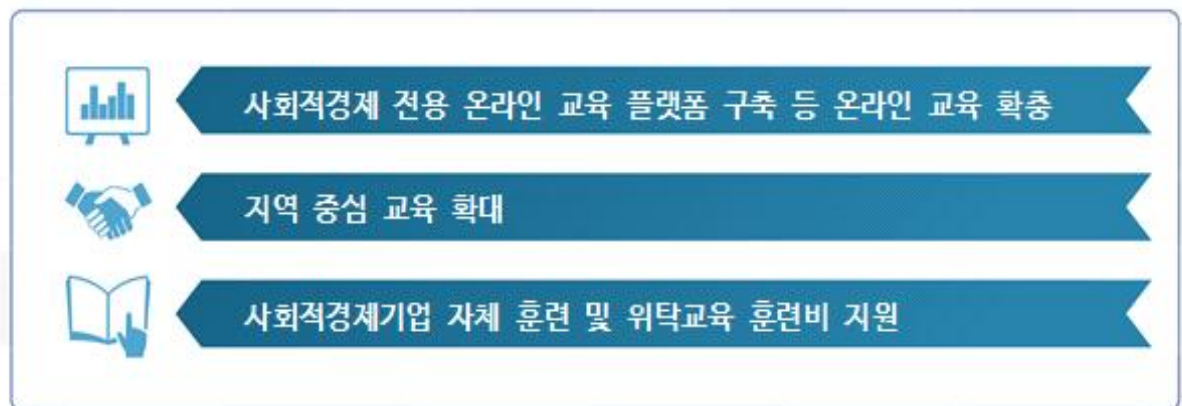 사회적경제 전용 온라인 교육 플랫폼 구축 등 온라인 교육 확충
지역 중심 교육 확대
사회적경제기업 자체 훈련 및 위탁교육 훈련비 지원